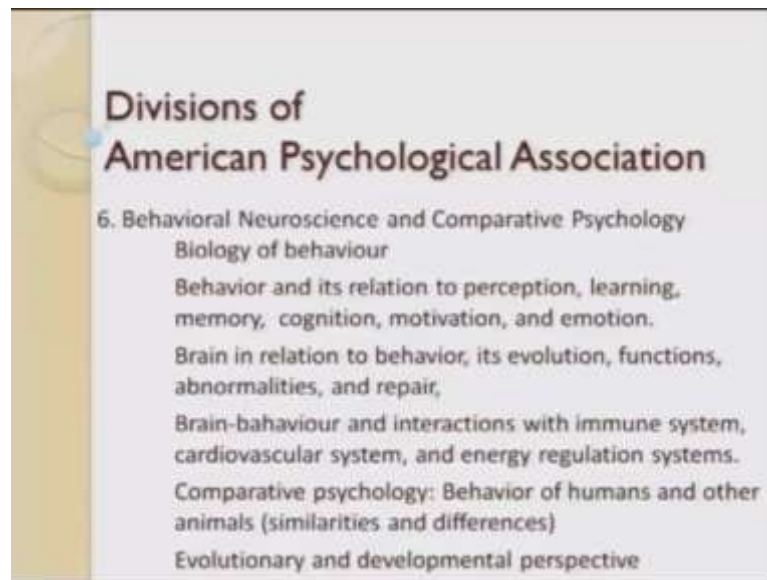 Divisions of
American Psychological Association
6. Behavioral Neuroscience and Comparative Psychology
Biology of behaviour
Behavior and its relation to perception, learning,
memory, cognition, motivation, and emotion.
Brain in relation to behavior, its evolution, functions,
abnormalities, and repair,
Brain-bahaviour and interactions with immune system,
cardiovascular system, and energy regulation systems.
Comparative psychology: Behavior of humans and other
animals (similarities and differences)
Evolutionary and developmental perspective